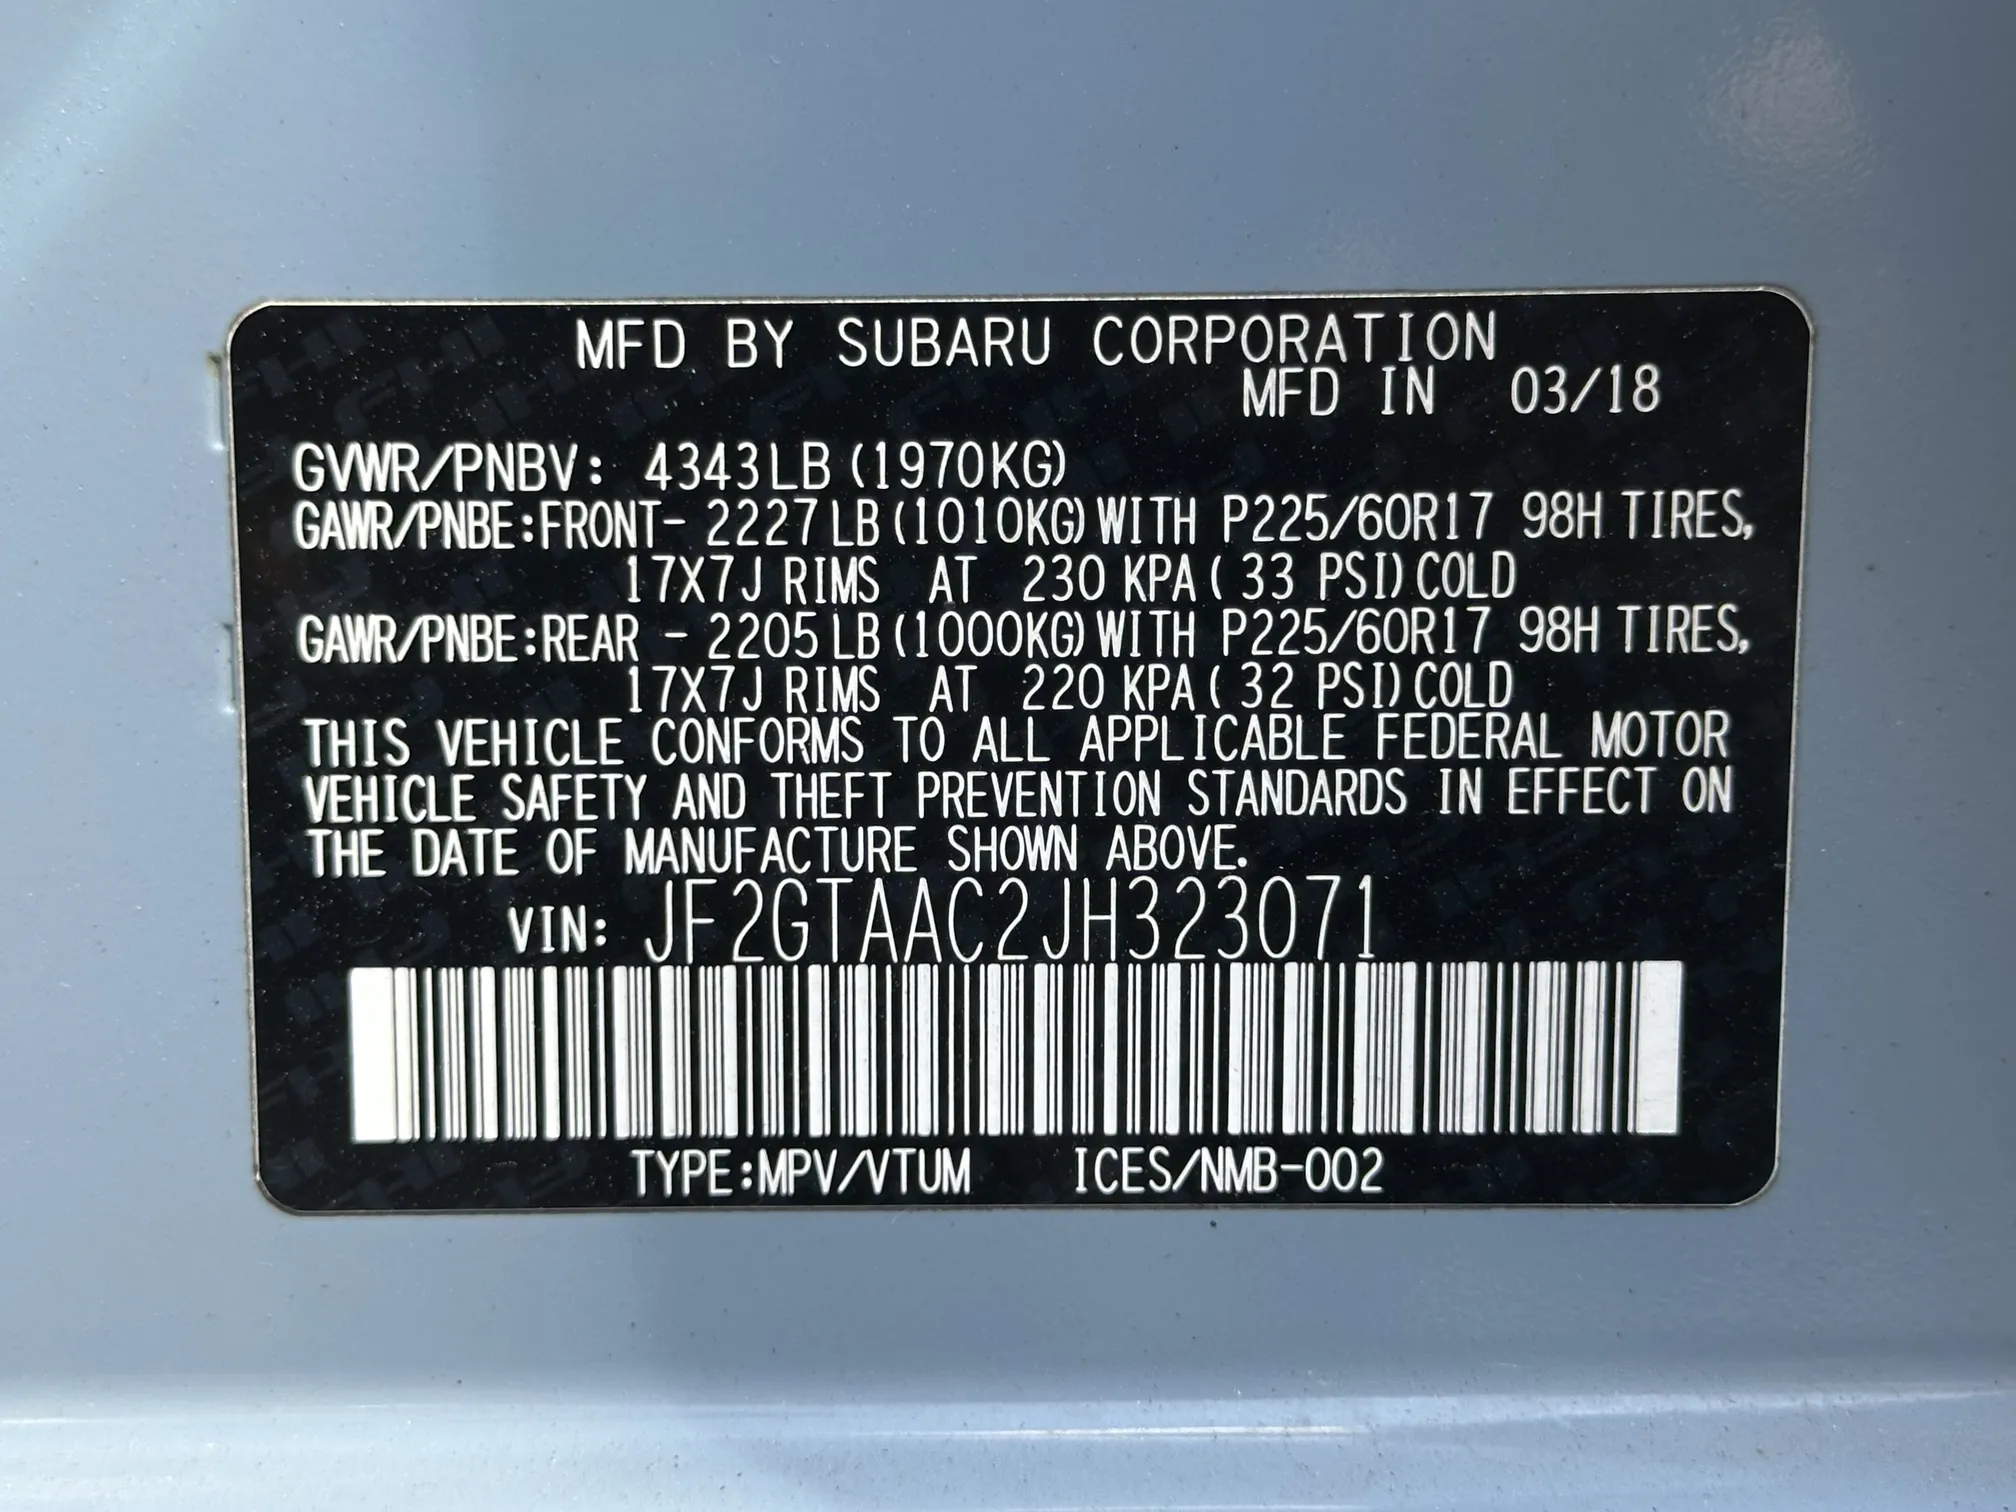 MFD BY SUBARU CORPORATION
MFD IN 03/18
GVWR/PNBV: 4343LB (1970KG)
GAWR/PNBE:FRONT- 2227LB (1010KG) WITH P225/60R17 98H TIRES,
17X7J RIMS AT 230 KPA ( 33 PSI) COLD
GAWR/PNBE:REAR - 2205LB (1000KG) WITH P225/60R17 98H TIRES,
17X7J RIMS AT 220 KPA ( 32 PSI) COLD
THIS VEHICLE CONFORMS TO ALL APPLICABLE FEDERAL MOTOR
VEHICLE SAFETY AND THEFT PREVENTION STANDARDS IN EFFECT ON
THE DATE OF MANUFACTURE SHOWN ABOVE.
VIN: JF2GTAAC2JH323071
TYPE:MPV/VTUM ICES/NMB-002